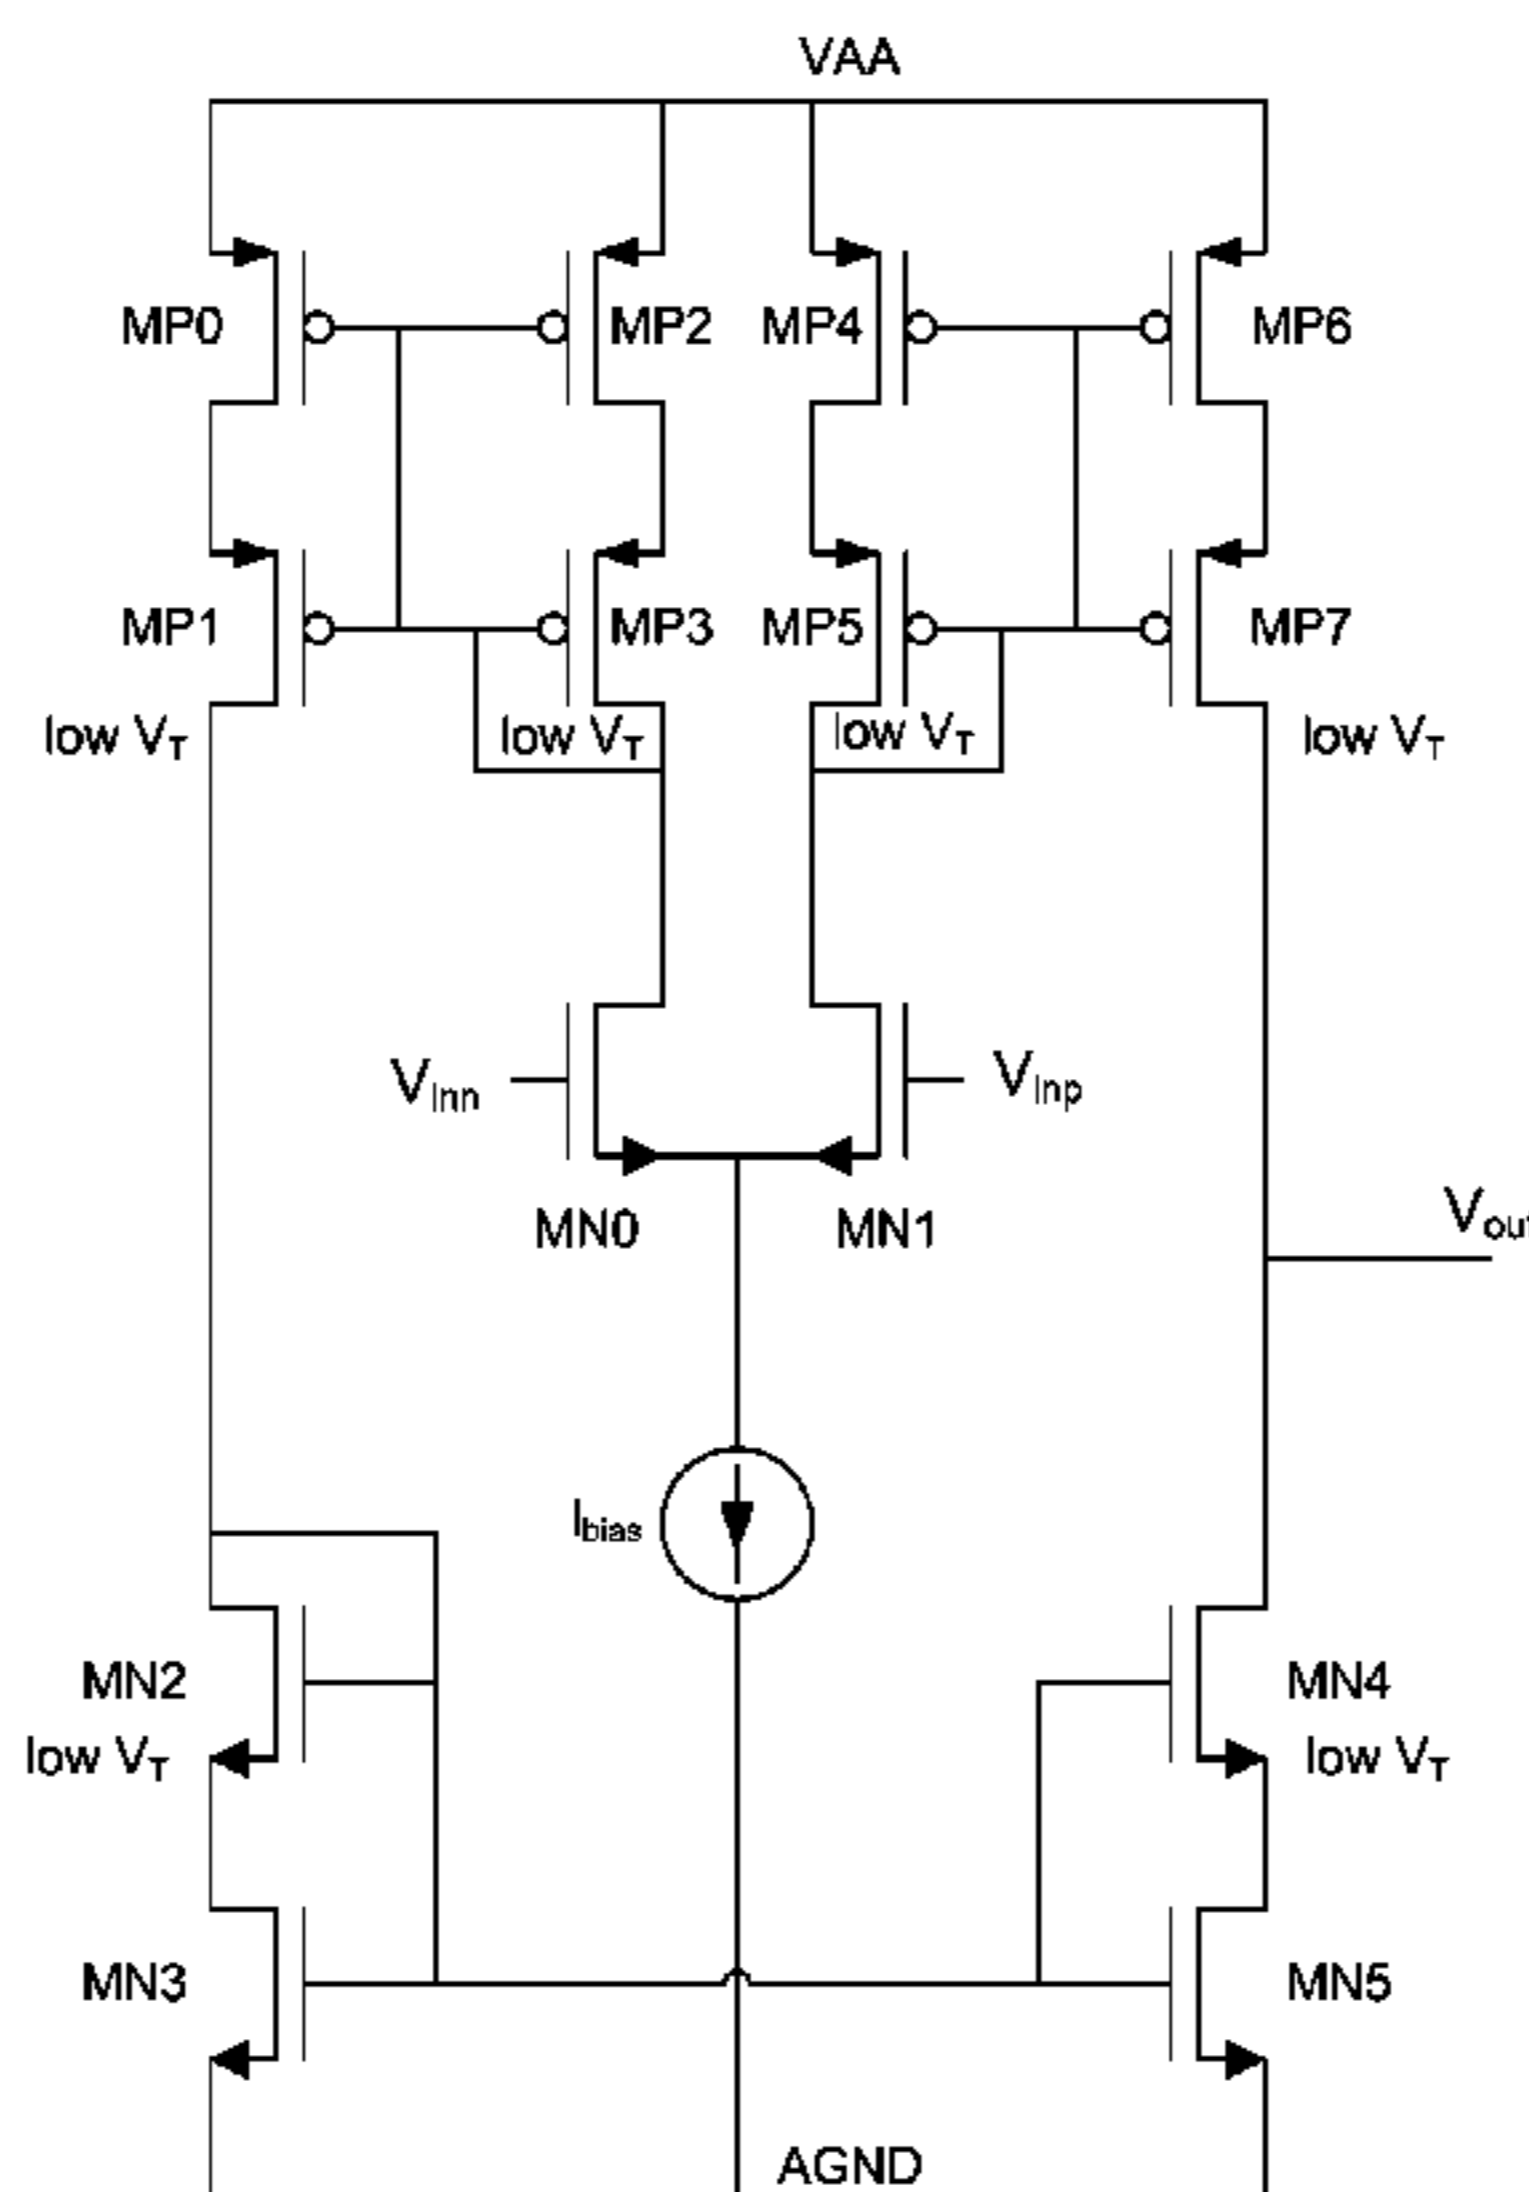 VAA
MP0 MP2 MP4 MP6
MP1 MP3 MP5 MP7
low VT low VT low VT low VT
VInn VInp
MN0 MN1
Vout
Ibias
MN2 MN4
low VT low VT
MN3 MN5
AGND